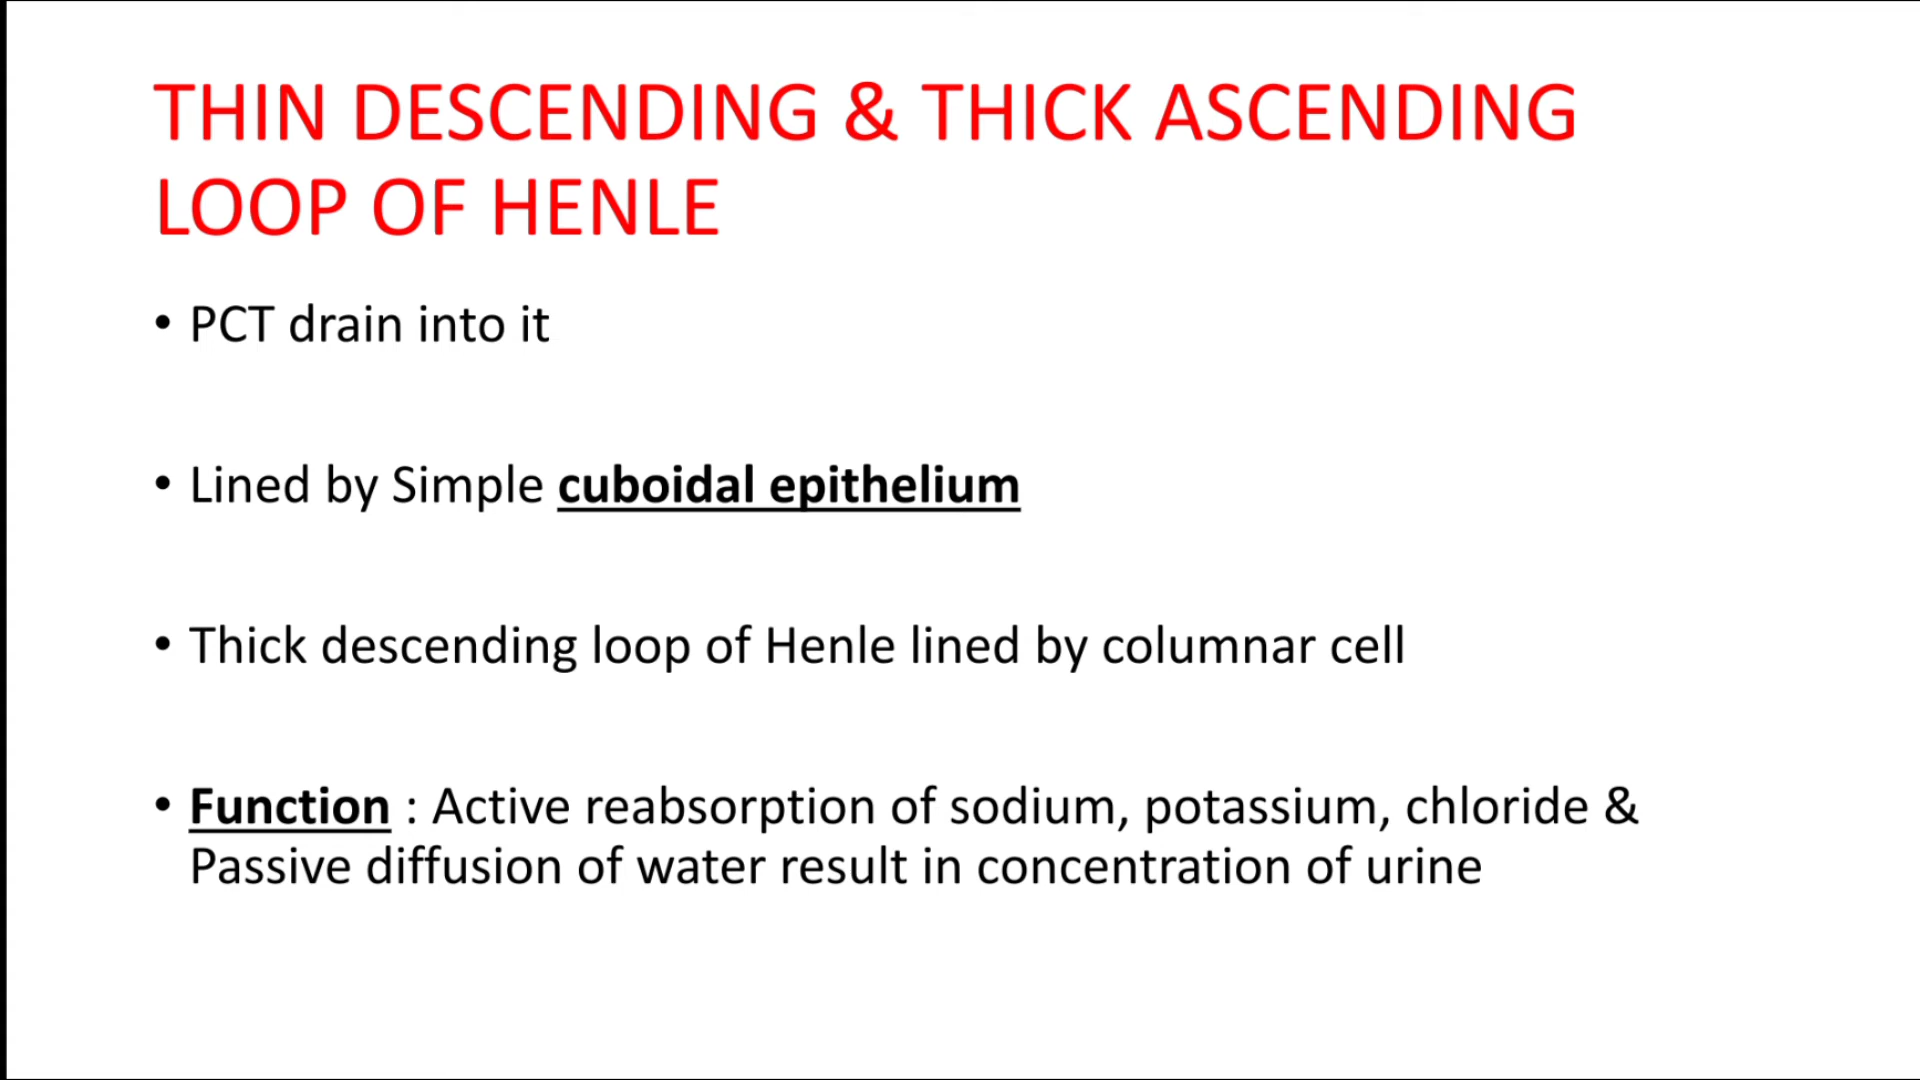 THIN DESCENDING & THICK ASCENDING
LOOP OF HENLE
• PCT drain into it
• Lined by Simple cuboidal epithelium
• Thick descending loop of Henle lined by columnar cell
• Function : Active reabsorption of sodium, potassium, chloride &
Passive diffusion of water result in concentration of urine